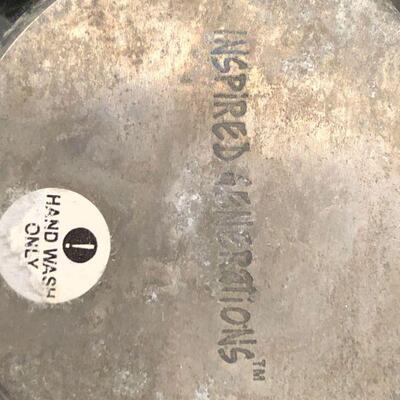 INSPIRED GENERATIONS™
!
HAND WASH
ONLY